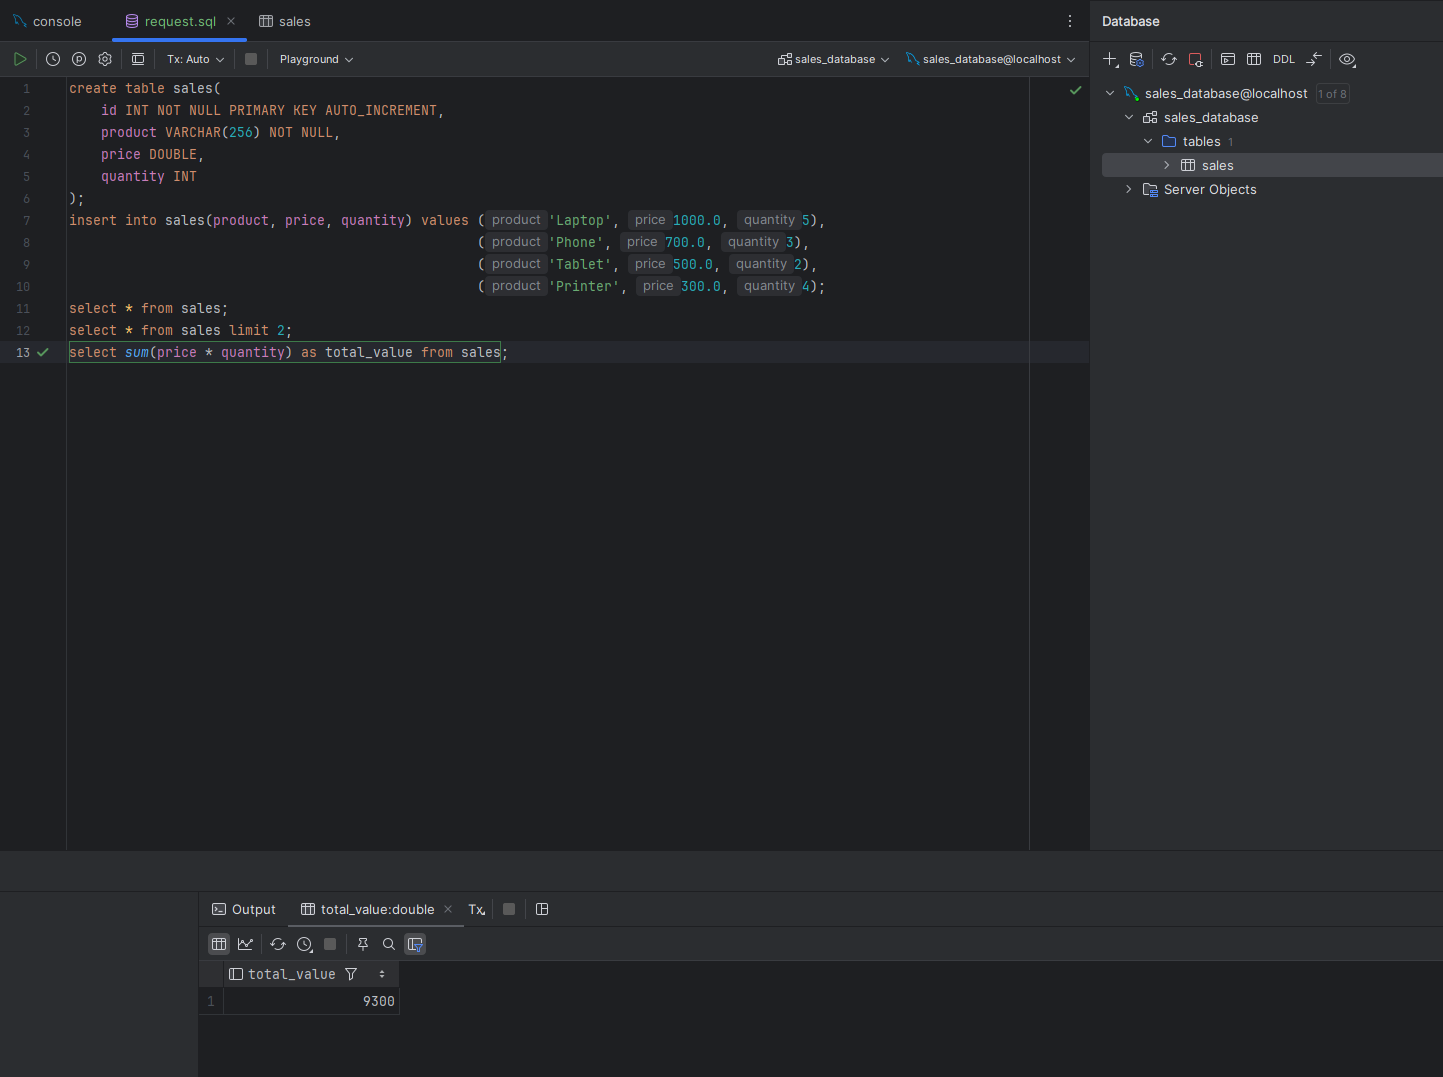 console request.sql sales
Tx: Auto Playground sales_database sales_database@localhost
1 create table sales(
2 id INT NOT NULL PRIMARY KEY AUTO_INCREMENT,
3 product VARCHAR(256) NOT NULL,
4 price DOUBLE,
5 quantity INT
6 );
7 insert into sales(product, price, quantity) values ( product 'Laptop', price 1000.0, quantity 5),
8 ( product 'Phone', price 700.0, quantity 3),
9 ( product 'Tablet', price 500.0, quantity 2),
10 ( product 'Printer', price 300.0, quantity 4);
11 select * from sales;
12 select * from sales limit 2;
13 select sum(price * quantity) as total_value from sales;
Database
DDL
sales_database@localhost 1 of 8
sales_database
tables 1
sales
Server Objects
Output total_value:double Tx
total_value
1 9300